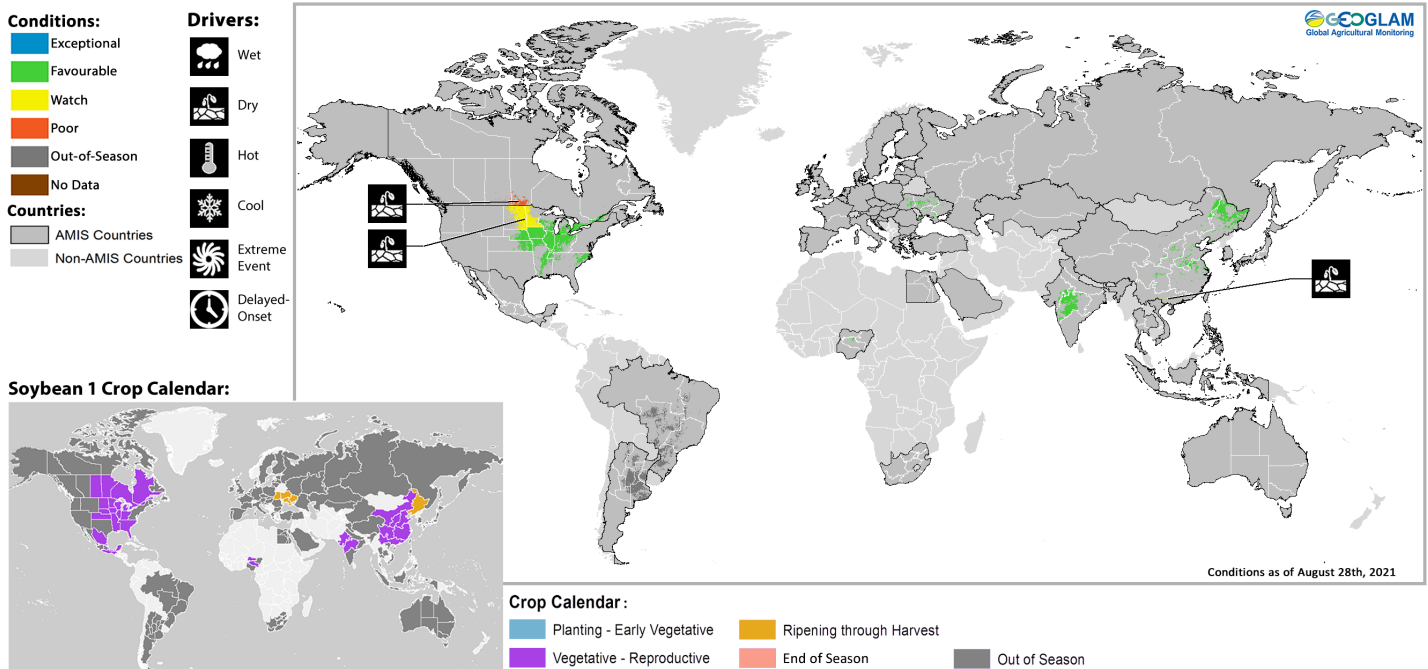 Conditions:
Exceptional
Favourable
Watch
Poor
Out-of-Season
No Data
Countries:
AMIS Countries
Non-AMIS Countries
Drivers:
Wet
Dry
Hot
Cool
Extreme
Event
Delayed-
Onset
GEOGLAM
Global Agricultural Monitoring
Conditions as of August 28th, 2021
Soybean 1 Crop Calendar:
Crop Calendar :
Planting - Early Vegetative
Vegetative - Reproductive
Ripening through Harvest
End of Season
Out of Season